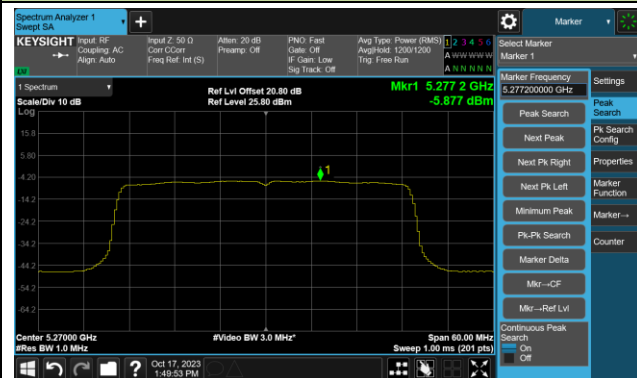 Spectrum Analyzer 1
Swept SA
+
Marker
KEYSIGHT Input: RF
Coupling: AC
Align: Auto
Input Z: 50 Ω
Corr CCorr
Freq Ref: Int (S)
Atten: 20 dB
Preamp: Off
PNO: Fast
Gate: Off
IF Gain: Low
Sig Track: Off
Avg Type: Power (RMS)
Avg|Hold: 1200/1200
Trig: Free Run
1 2 3 4 5 6
A W W W W W
A N N N N N
LXI
Select Marker
Marker 1
1 Spectrum
Scale/Div 10 dB
Log
Ref Lvl Offset 20.80 dB
Ref Level 25.80 dBm
Mkr1 5.277 2 GHz
-5.877 dBm
15.8
5.80
-4.20
-14.2
-24.2
-34.2
-44.2
-54.2
-64.2
1
Center 5.27000 GHz
#Res BW 1.0 MHz
#Video BW 3.0 MHz*
Span 60.00 MHz
Sweep 1.00 ms (201 pts)
Marker Frequency
5.277200000 GHz
Peak Search
Next Peak
Next Pk Right
Next Pk Left
Minimum Peak
Pk-Pk Search
Marker Delta
Mkr→CF
Mkr→Ref Lvl
Continuous Peak
Search
On
Off
Settings
Peak
Search
Pk Search
Config
Properties
Marker
Function
Marker→
Counter
?
Oct 17, 2023
1:49:53 PM